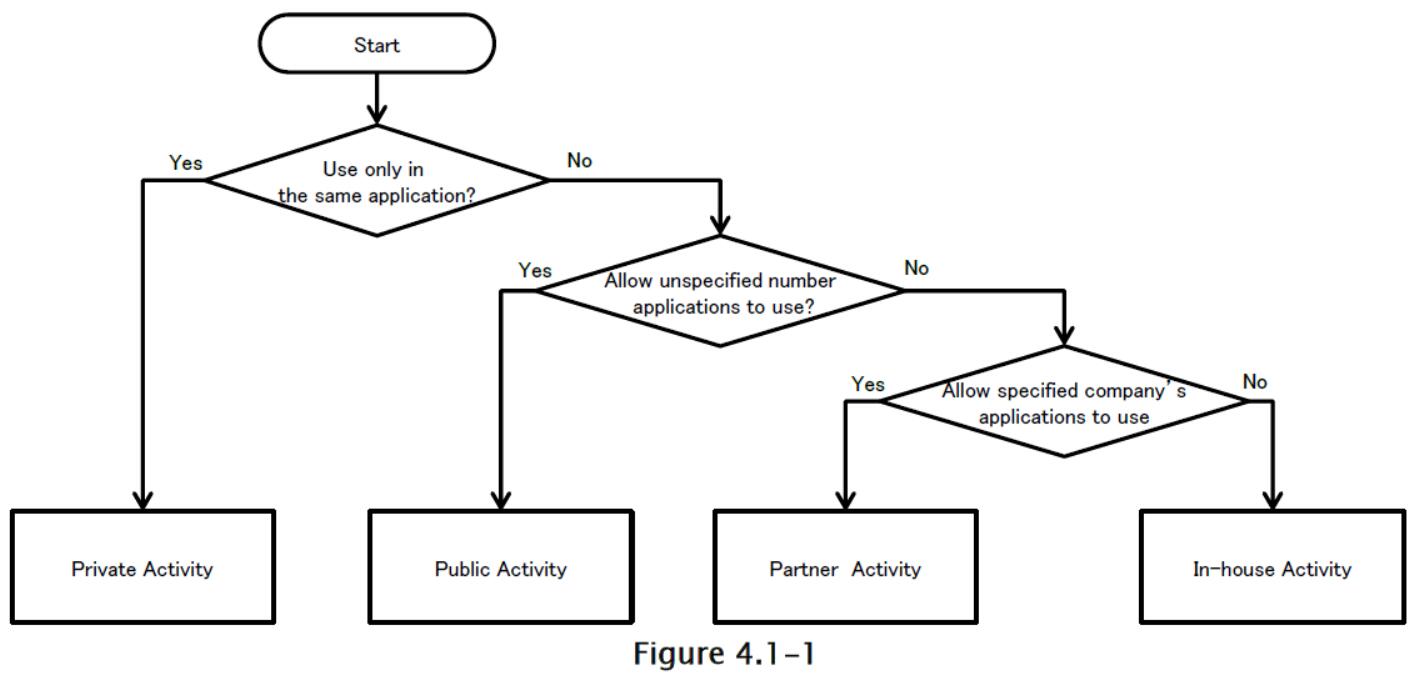 Start
Yes
Use only in
the same application?
No
Yes
Allow unspecified number
applications to use?
No
Yes
Allow specified company's
applications to use
No
Private Activity
Public Activity
Partner Activity
In-house Activity
Figure 4.1-1